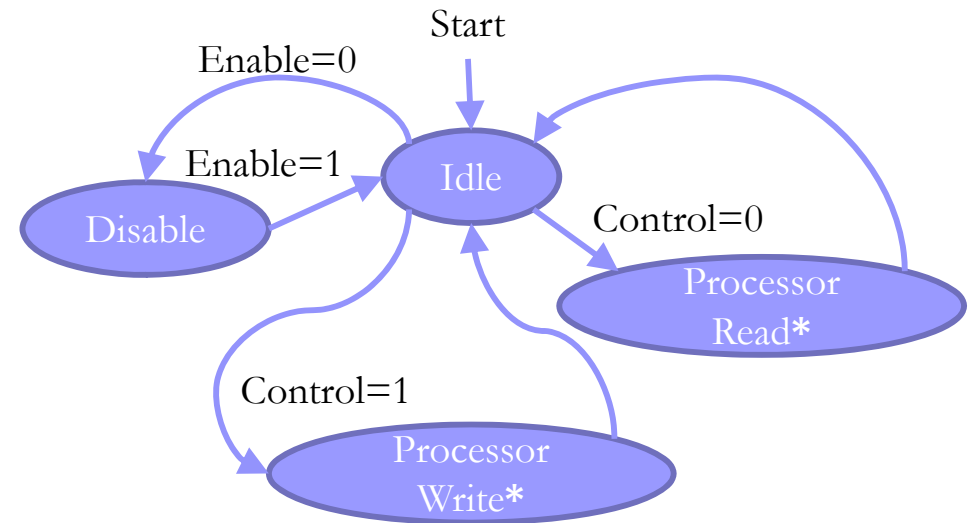 Start
Enable=0
Enable=1
Idle
Disable
Control=0
Processor
Read*
Control=1
Processor
Write*